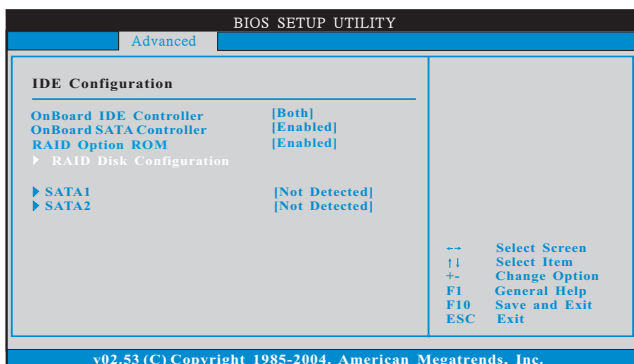 BIOS SETUP UTILITY
Advanced
IDE Configuration
OnBoard IDE Controller [Both]
OnBoard SATA Controller [Enabled]
RAID Option ROM [Enabled]
RAID Disk Configuration
SATA1 [Not Detected]
SATA2 [Not Detected]
←→ Select Screen
↑↓ Select Item
+- Change Option
F1 General Help
F10 Save and Exit
ESC Exit
v02.53 (C) Copyright 1985-2004, American Megatrends, Inc.